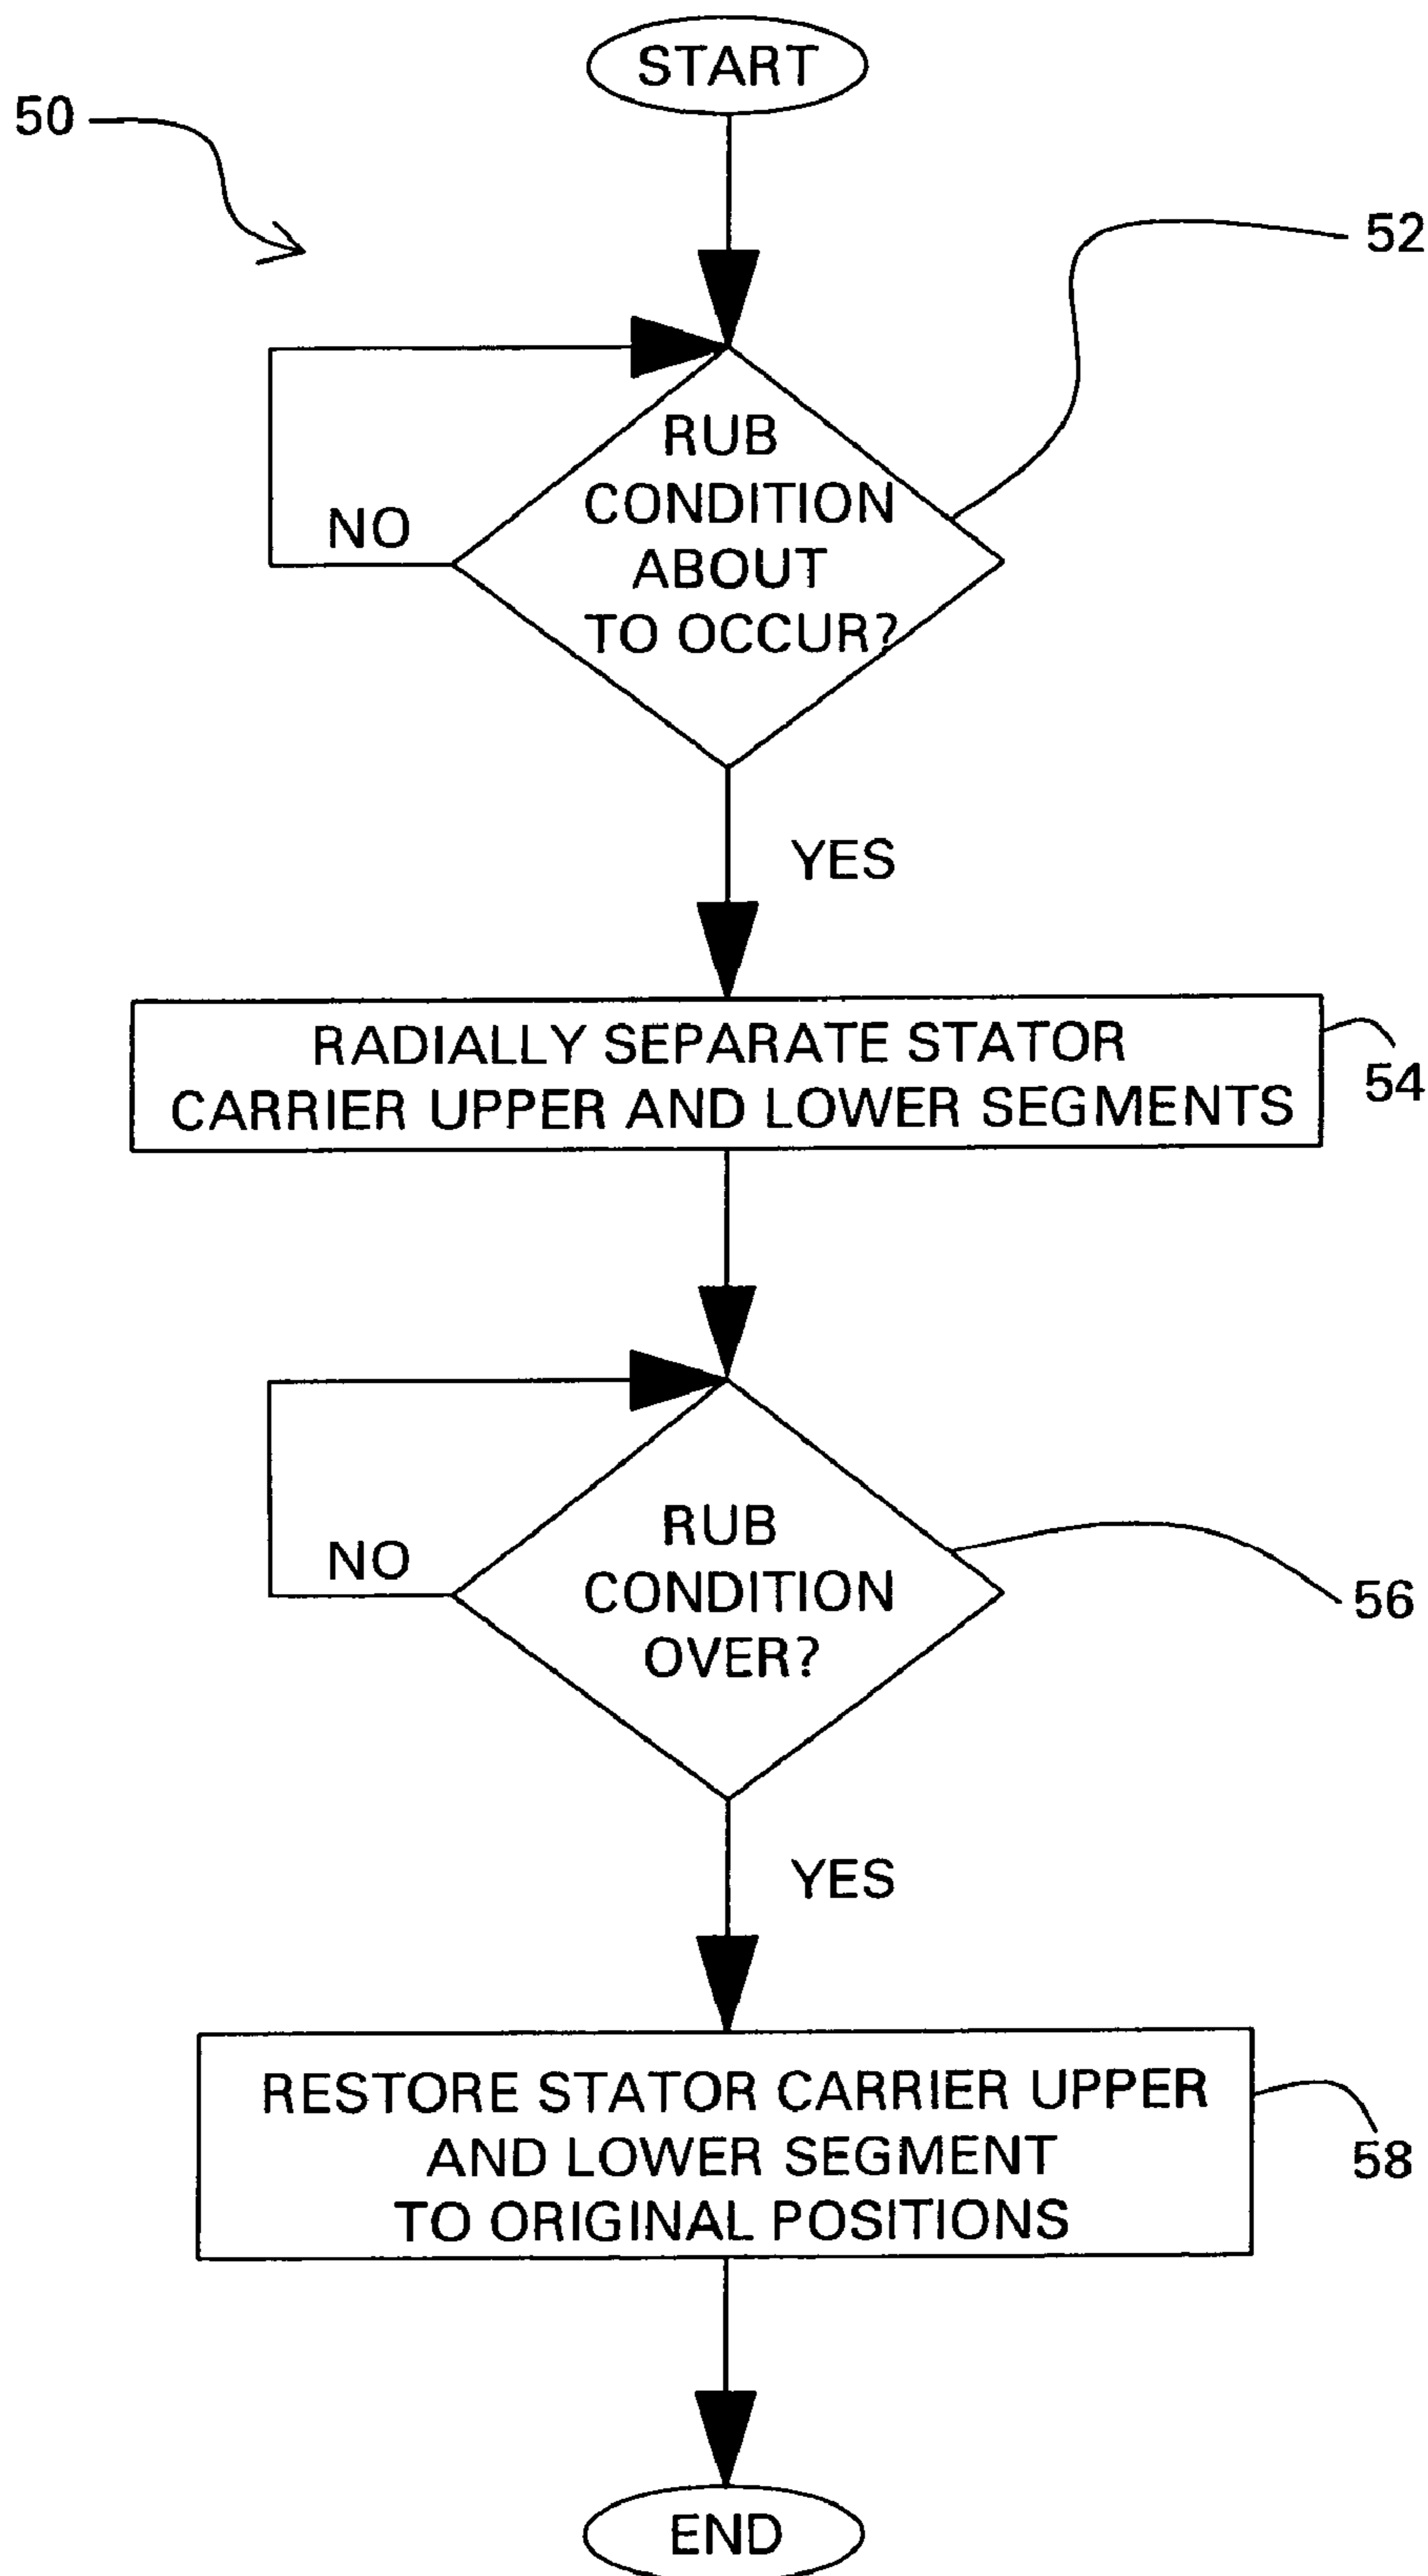 START
50
52
RUB
CONDITION
ABOUT
TO OCCUR?
NO
YES
RADIALLY SEPARATE STATOR
CARRIER UPPER AND LOWER SEGMENTS
54
RUB
CONDITION
OVER?
NO
56
YES
RESTORE STATOR CARRIER UPPER
AND LOWER SEGMENT
TO ORIGINAL POSITIONS
58
END